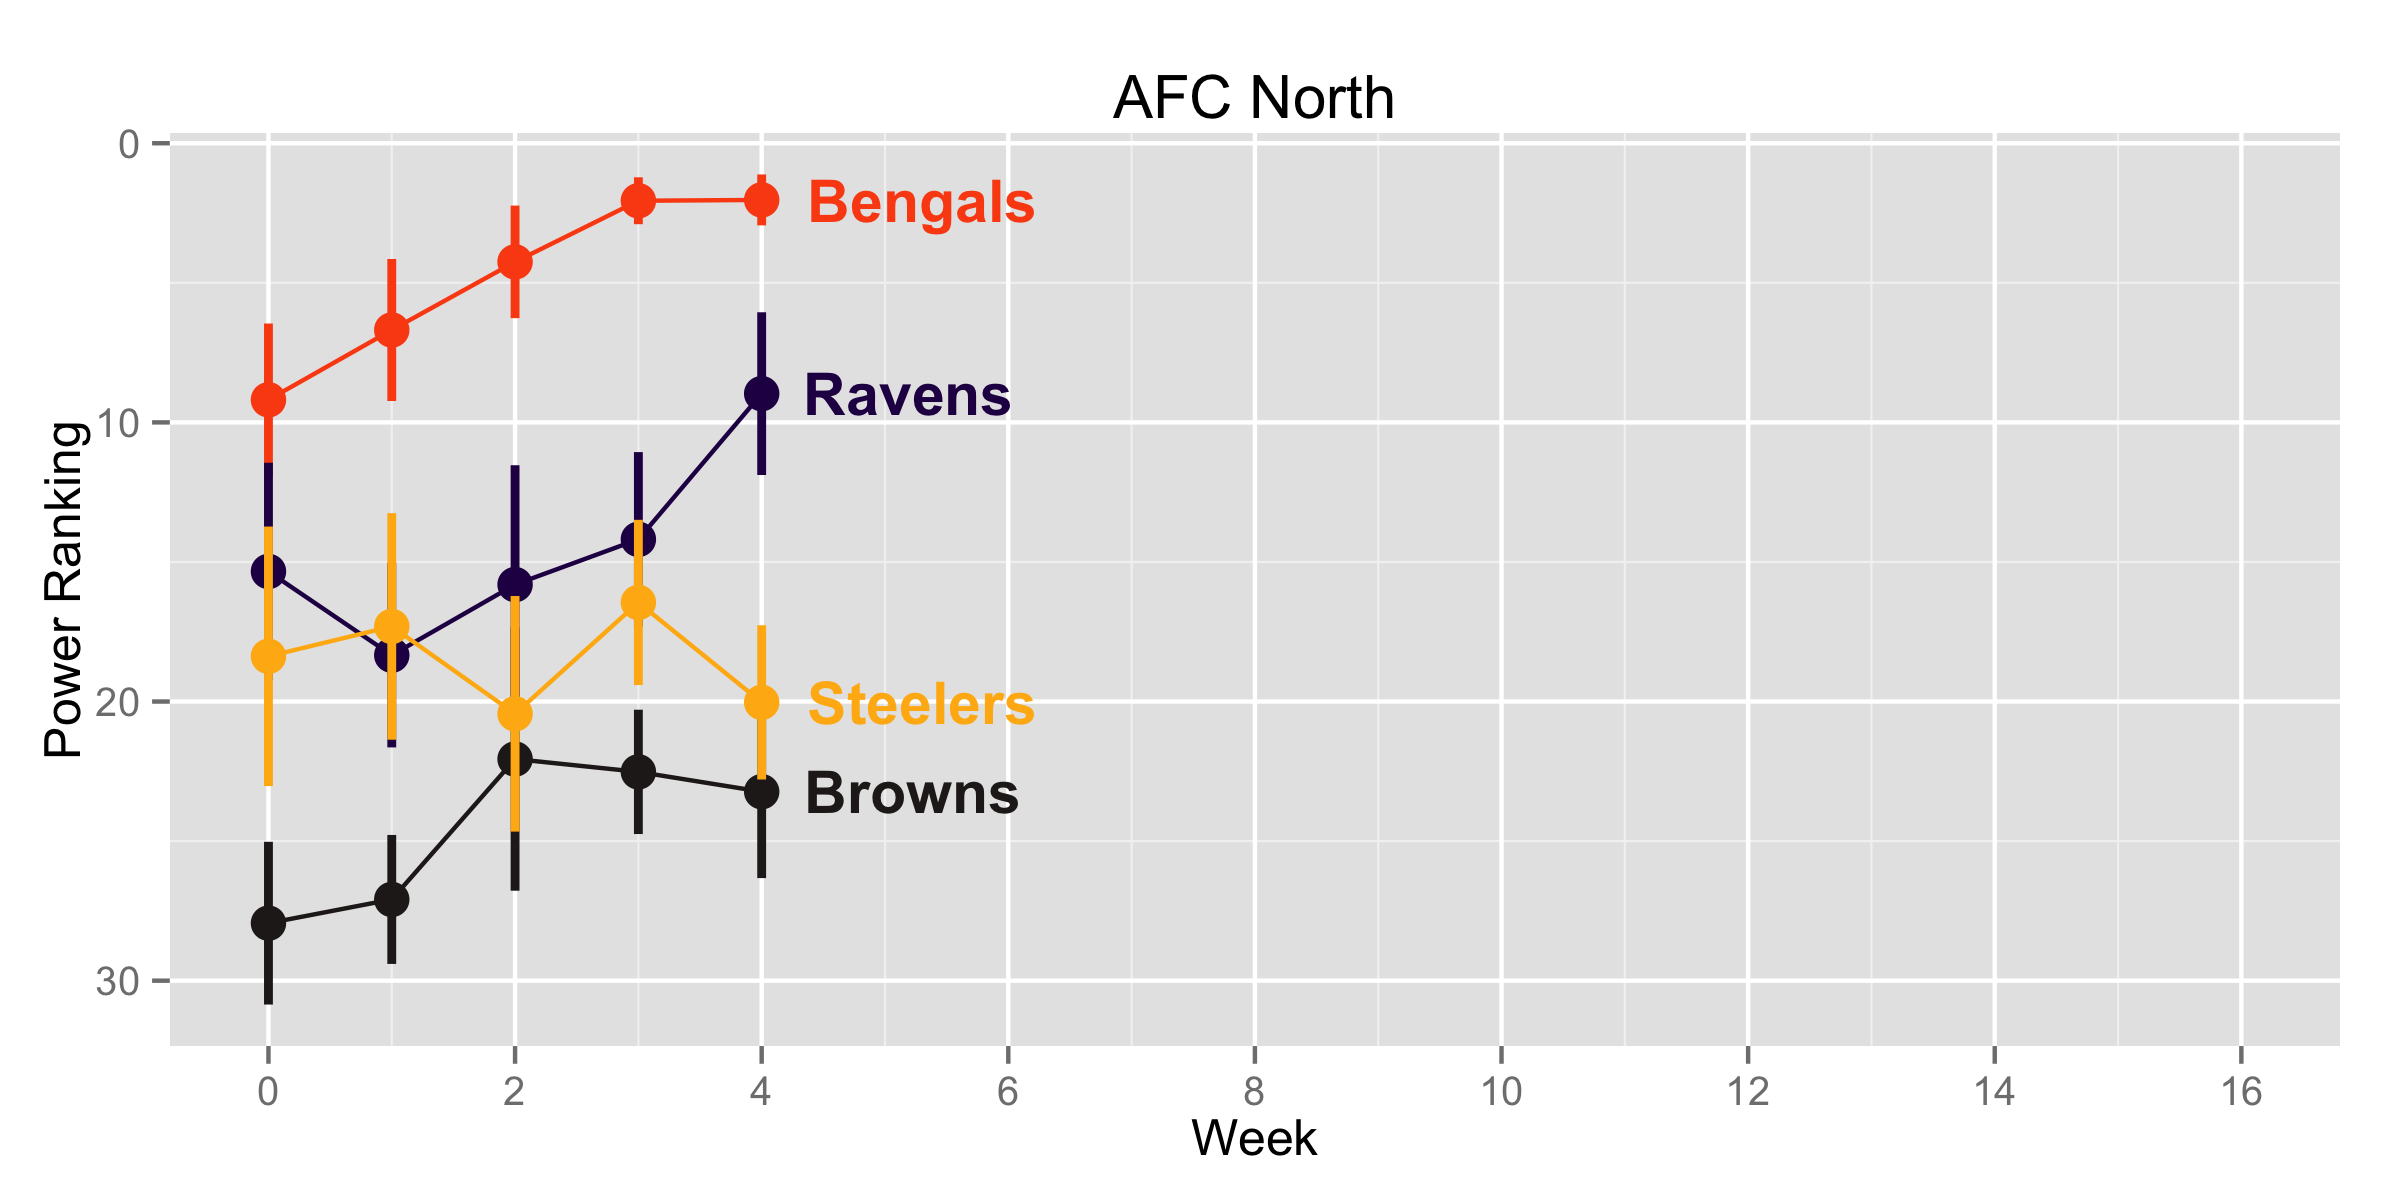 AFC North
0
10
20
30
Power Ranking
Bengals
Ravens
Steelers
Browns
0 2 4 6 8 10 12 14 16
Week